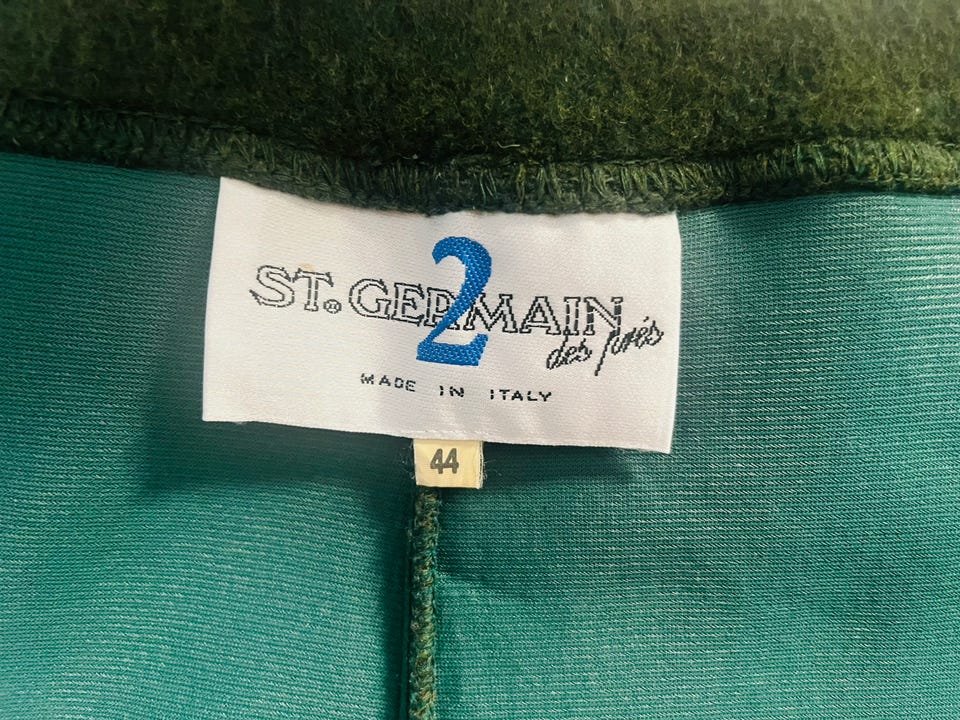 2
ST. GERMAIN
des prés
MADE IN ITALY
44